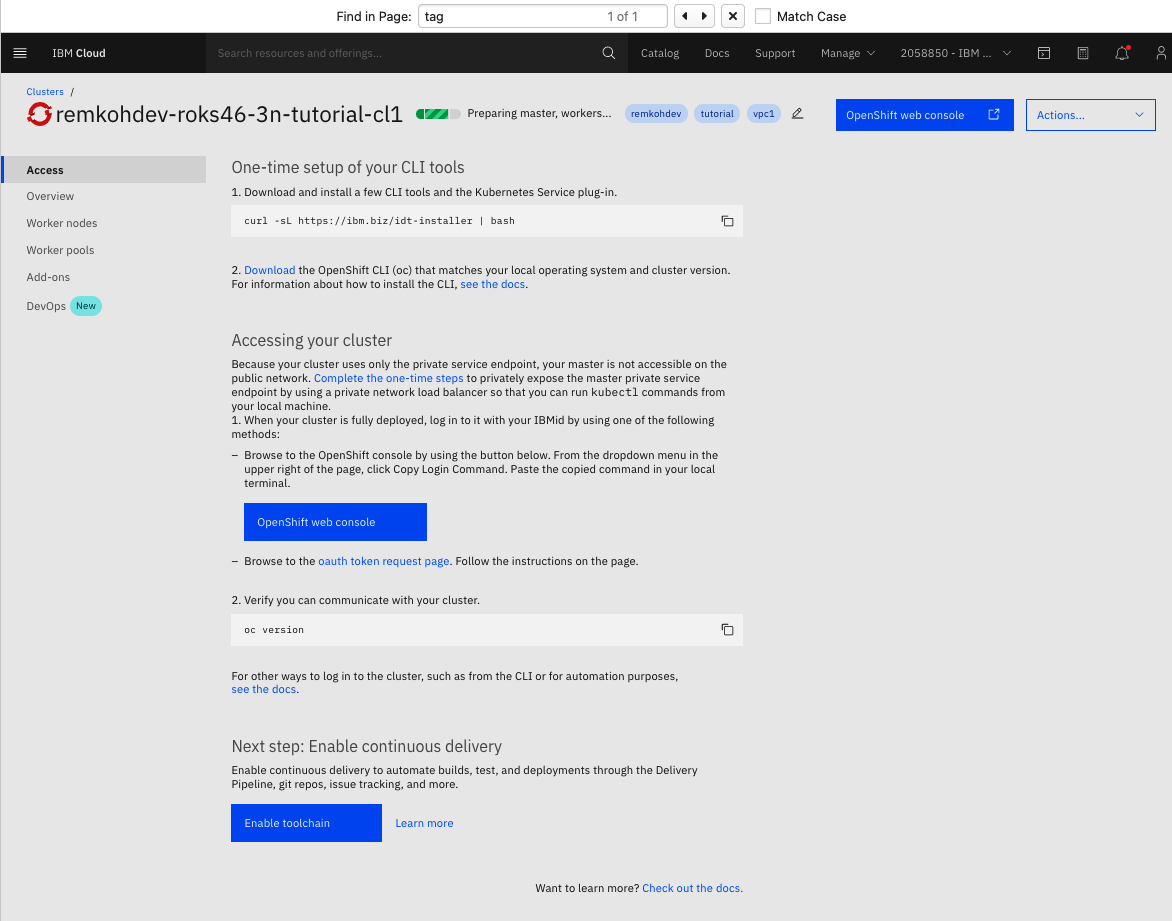 Find in Page: tag 1 of 1 Match Case
IBM Cloud Search resources and offerings... Catalog Docs Support Manage 2058850 - IBM ...
Clusters /
remkohdev-roks46-3n-tutorial-cl1 Preparing master, workers... remkohdev tutorial vpc1 OpenShift web console Actions...
Access
Overview
Worker nodes
Worker pools
Add-ons
DevOps New
One-time setup of your CLI tools
1. Download and install a few CLI tools and the Kubernetes Service plug-in.
curl -sL https://ibm.biz/idt-installer | bash
2. Download the OpenShift CLI (oc) that matches your local operating system and cluster version.
For information about how to install the CLI, see the docs.
Accessing your cluster
Because your cluster uses only the private service endpoint, your master is not accessible on the
public network. Complete the one-time steps to privately expose the master private service
endpoint by using a private network load balancer so that you can run kubectl commands from
your local machine.
1. When your cluster is fully deployed, log in to it with your IBMid by using one of the following
methods:
– Browse to the OpenShift console by using the button below. From the dropdown menu in the
upper right of the page, click Copy Login Command. Paste the copied command in your local
terminal.
OpenShift web console
– Browse to the oauth token request page. Follow the instructions on the page.
2. Verify you can communicate with your cluster.
oc version
For other ways to log in to the cluster, such as from the CLI or for automation purposes,
see the docs.
Next step: Enable continuous delivery
Enable continuous delivery to automate builds, test, and deployments through the Delivery
Pipeline, git repos, issue tracking, and more.
Enable toolchain Learn more
Want to learn more? Check out the docs.